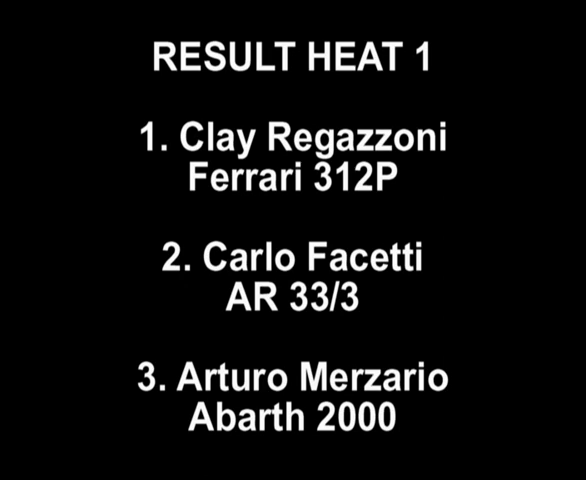 RESULT HEAT 1
1. Clay Regazzoni
Ferrari 312P
2. Carlo Facetti
AR 33/3
3. Arturo Merzario
Abarth 2000